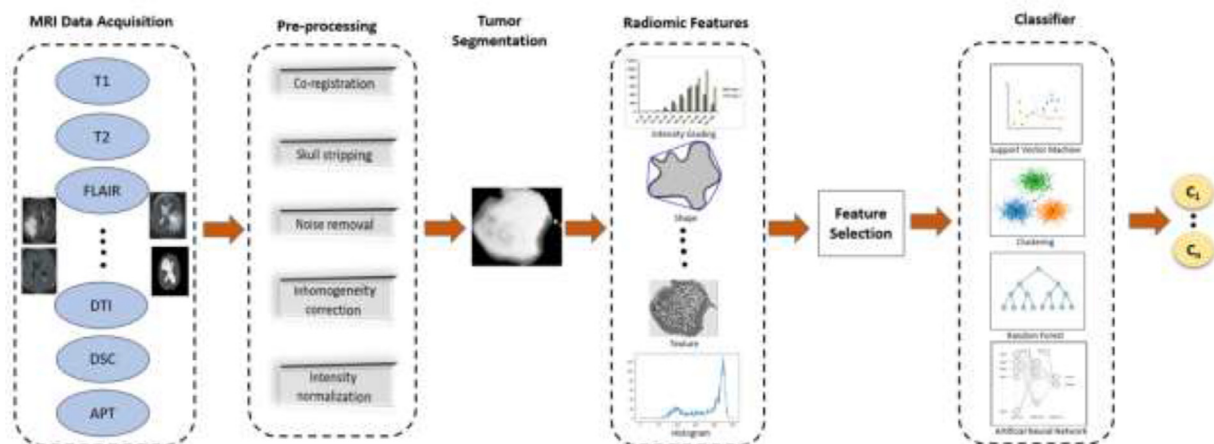 MRI Data Acquisition
T1
T2
FLAIR
DTI
DSC
APT
Pre-processing
Co-registration
Skull stripping
Noise removal
Inhomogeneity
correction
Intensity
normalization
Tumor
Segmentation
Radiomic Features
Intensity Grading
Shape
Texture
Histogram
Feature
Selection
Classifier
Support Vector Machine
Clustering
Random Forest
Artificial Neural Network
C₁
Cₙ